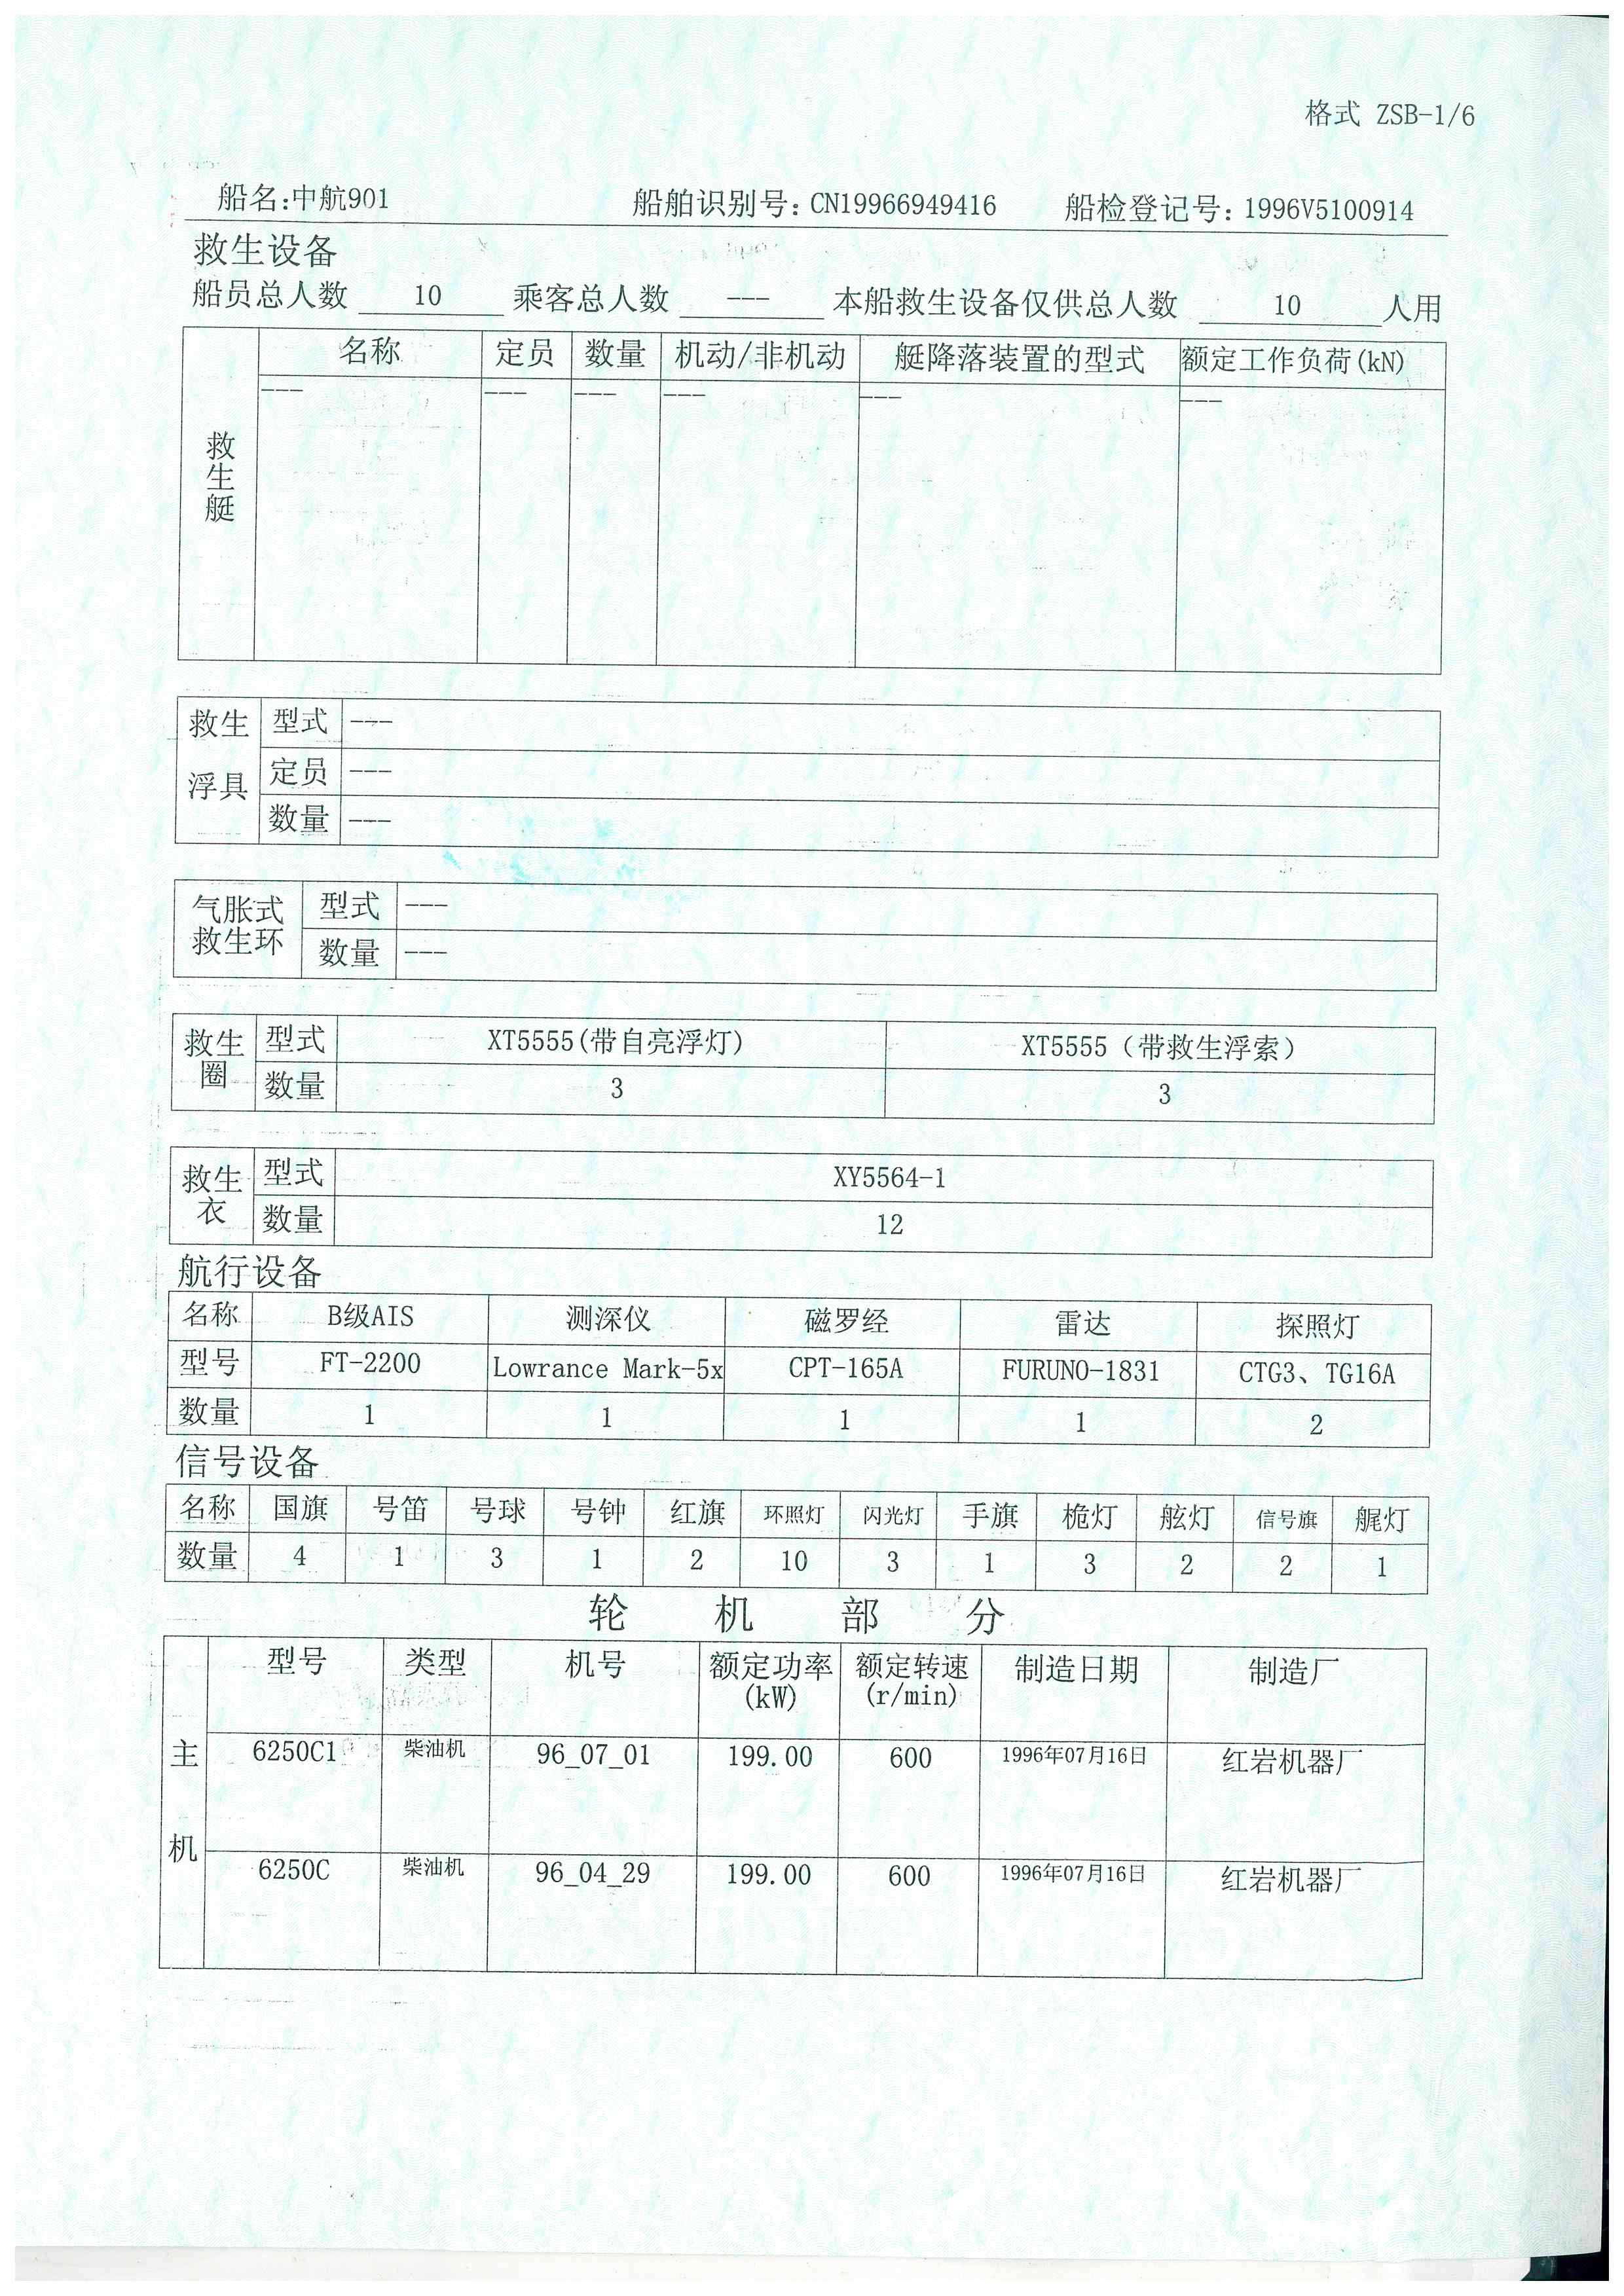 格式 ZSB-1/6
船名:中航901 船舶识别号:CN19966949416 船检登记号:1996V5100914
救生设备
船员总人数 10 乘客总人数 --- 本船救生设备仅供总人数 10 人用
救生艇
名称 定员 数量 机动/非机动 艇降落装置的型式 额定工作负荷(kN)
--- --- --- --- --- ---
救生浮具
型式 ---
定员 ---
数量 ---
气胀式救生环
型式 ---
数量 ---
救生圈
型式 XT5555(带自亮浮灯) XT5555（带救生浮索）
数量 3 3
救生衣
型式 XY5564-1
数量 12
航行设备
名称 B级AIS 测深仪 磁罗经 雷达 探照灯
型号 FT-2200 Lowrance Mark-5x CPT-165A FURUNO-1831 CTG3、TG16A
数量 1 1 1 1 2
信号设备
名称 国旗 号笛 号球 号钟 红旗 环照灯 闪光灯 手旗 桅灯 舷灯 信号旗 艉灯
数量 4 1 3 1 2 10 3 1 3 2 2 1
轮机部分
主机
型号 类型 机号 额定功率(kW) 额定转速(r/min) 制造日期 制造厂
6250C1 柴油机 96_07_01 199.00 600 1996年07月16日 红岩机器厂
6250C 柴油机 96_04_29 199.00 600 1996年07月16日 红岩机器厂